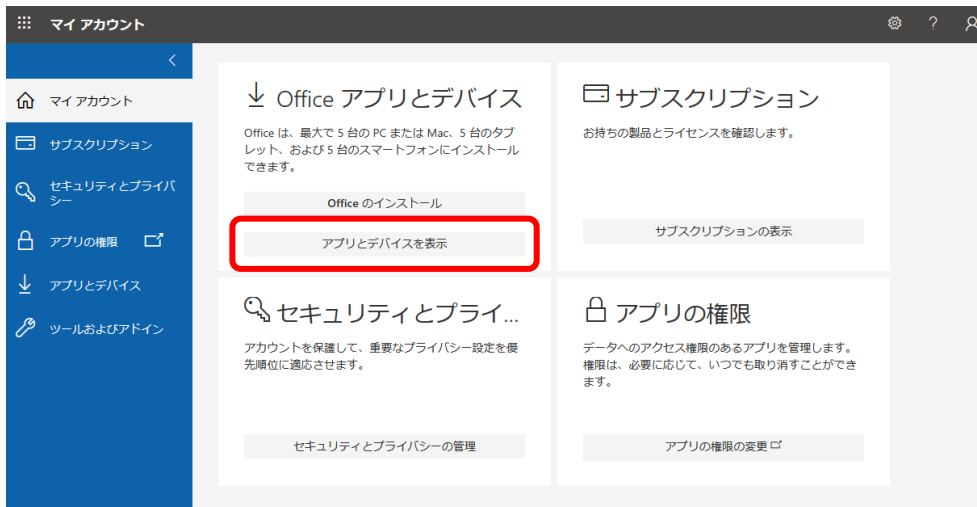 マイ アカウント
?
マイ アカウント
サブスクリプション
セキュリティとプライバ
シー
アプリの権限
アプリとデバイス
ツールおよびアドイン
Office アプリとデバイス
Office は、最大で 5 台の PC または Mac、5 台のタブ
レット、および 5 台のスマートフォンにインストール
できます。
Office のインストール
アプリとデバイスを表示
サブスクリプション
お持ちの製品とライセンスを確認します。
サブスクリプションの表示
セキュリティとプライ...
アカウントを保護して、重要なプライバシー設定を優
先順位に適応させます。
セキュリティとプライバシーの管理
アプリの権限
データへのアクセス権限のあるアプリを管理します。
権限は、必要に応じて、いつでも取り消すことができ
ます。
アプリの権限の変更